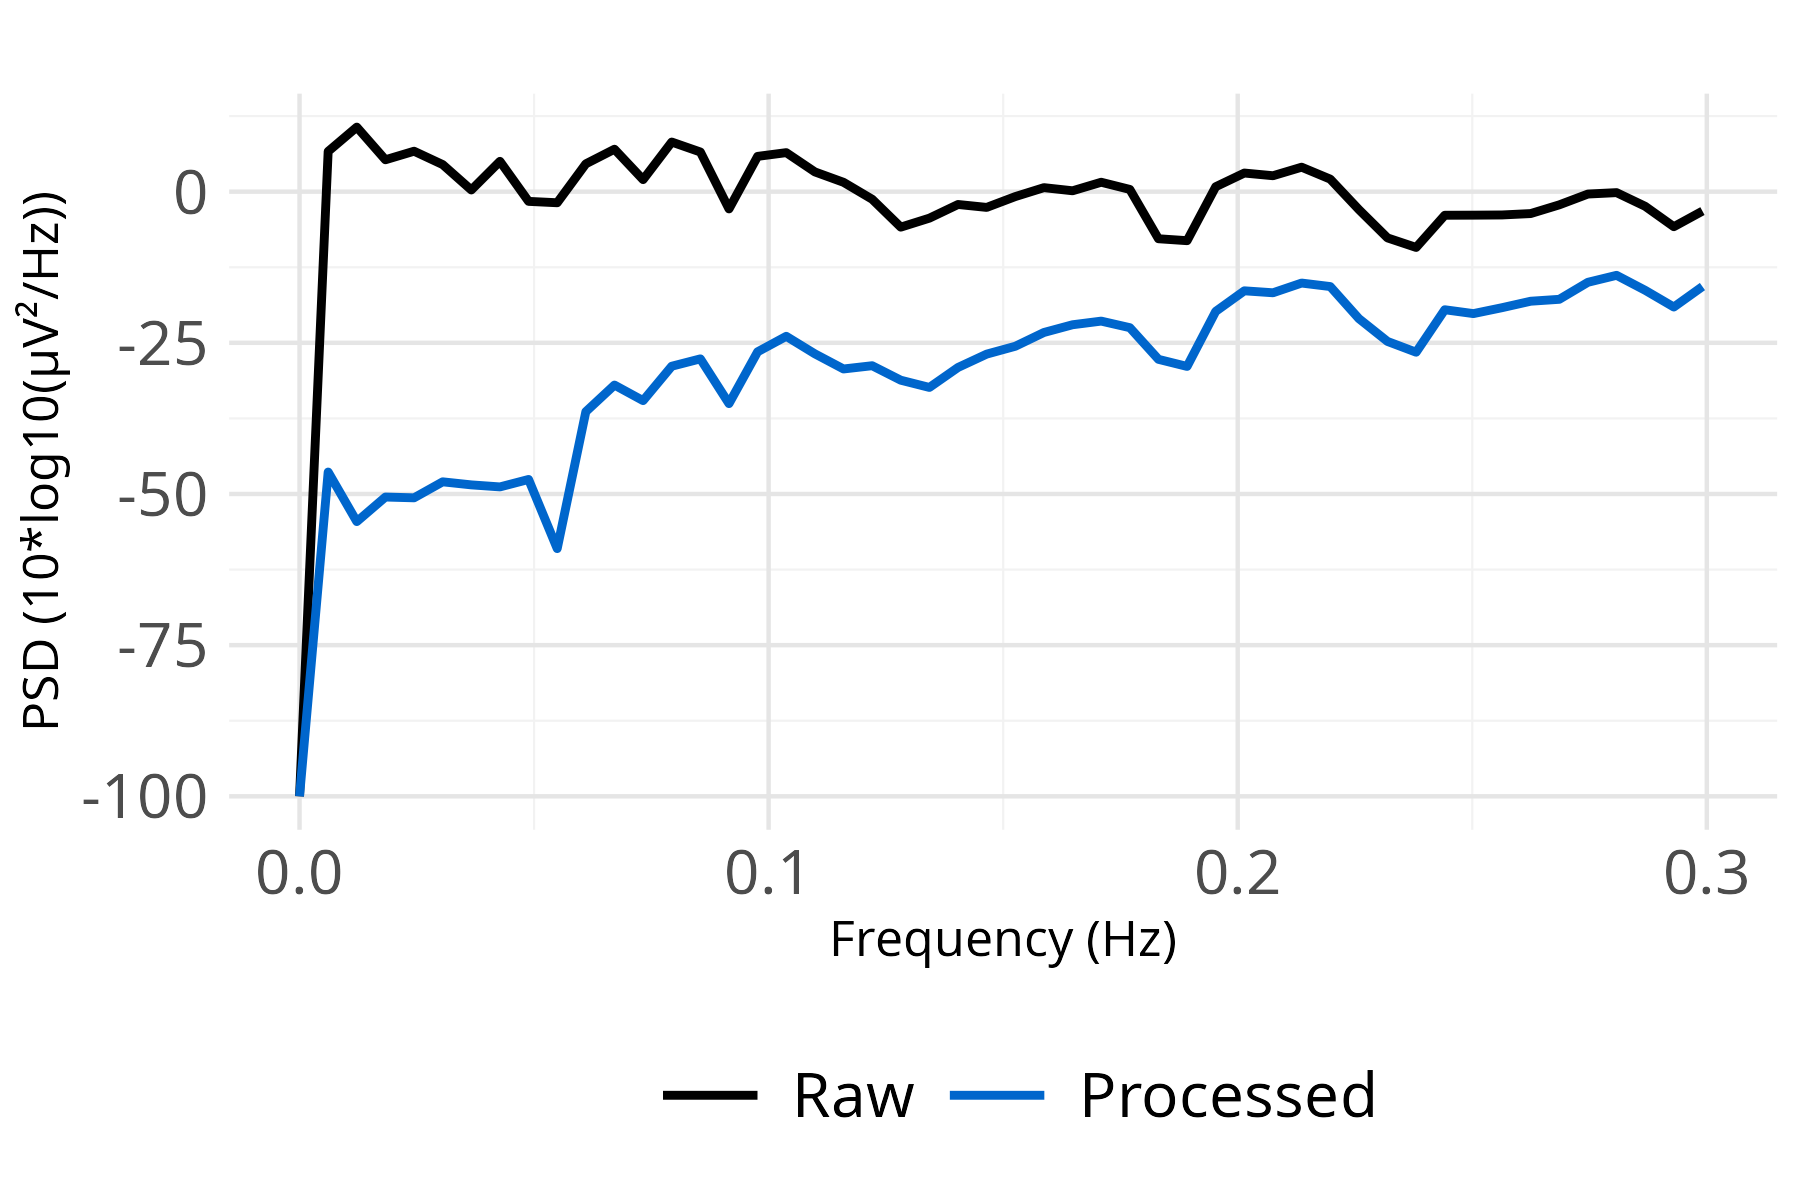 PSD (10*log10(µV²/Hz))
0
-25
-50
-75
-100
0.0 0.1 0.2 0.3
Frequency (Hz)
Raw Processed